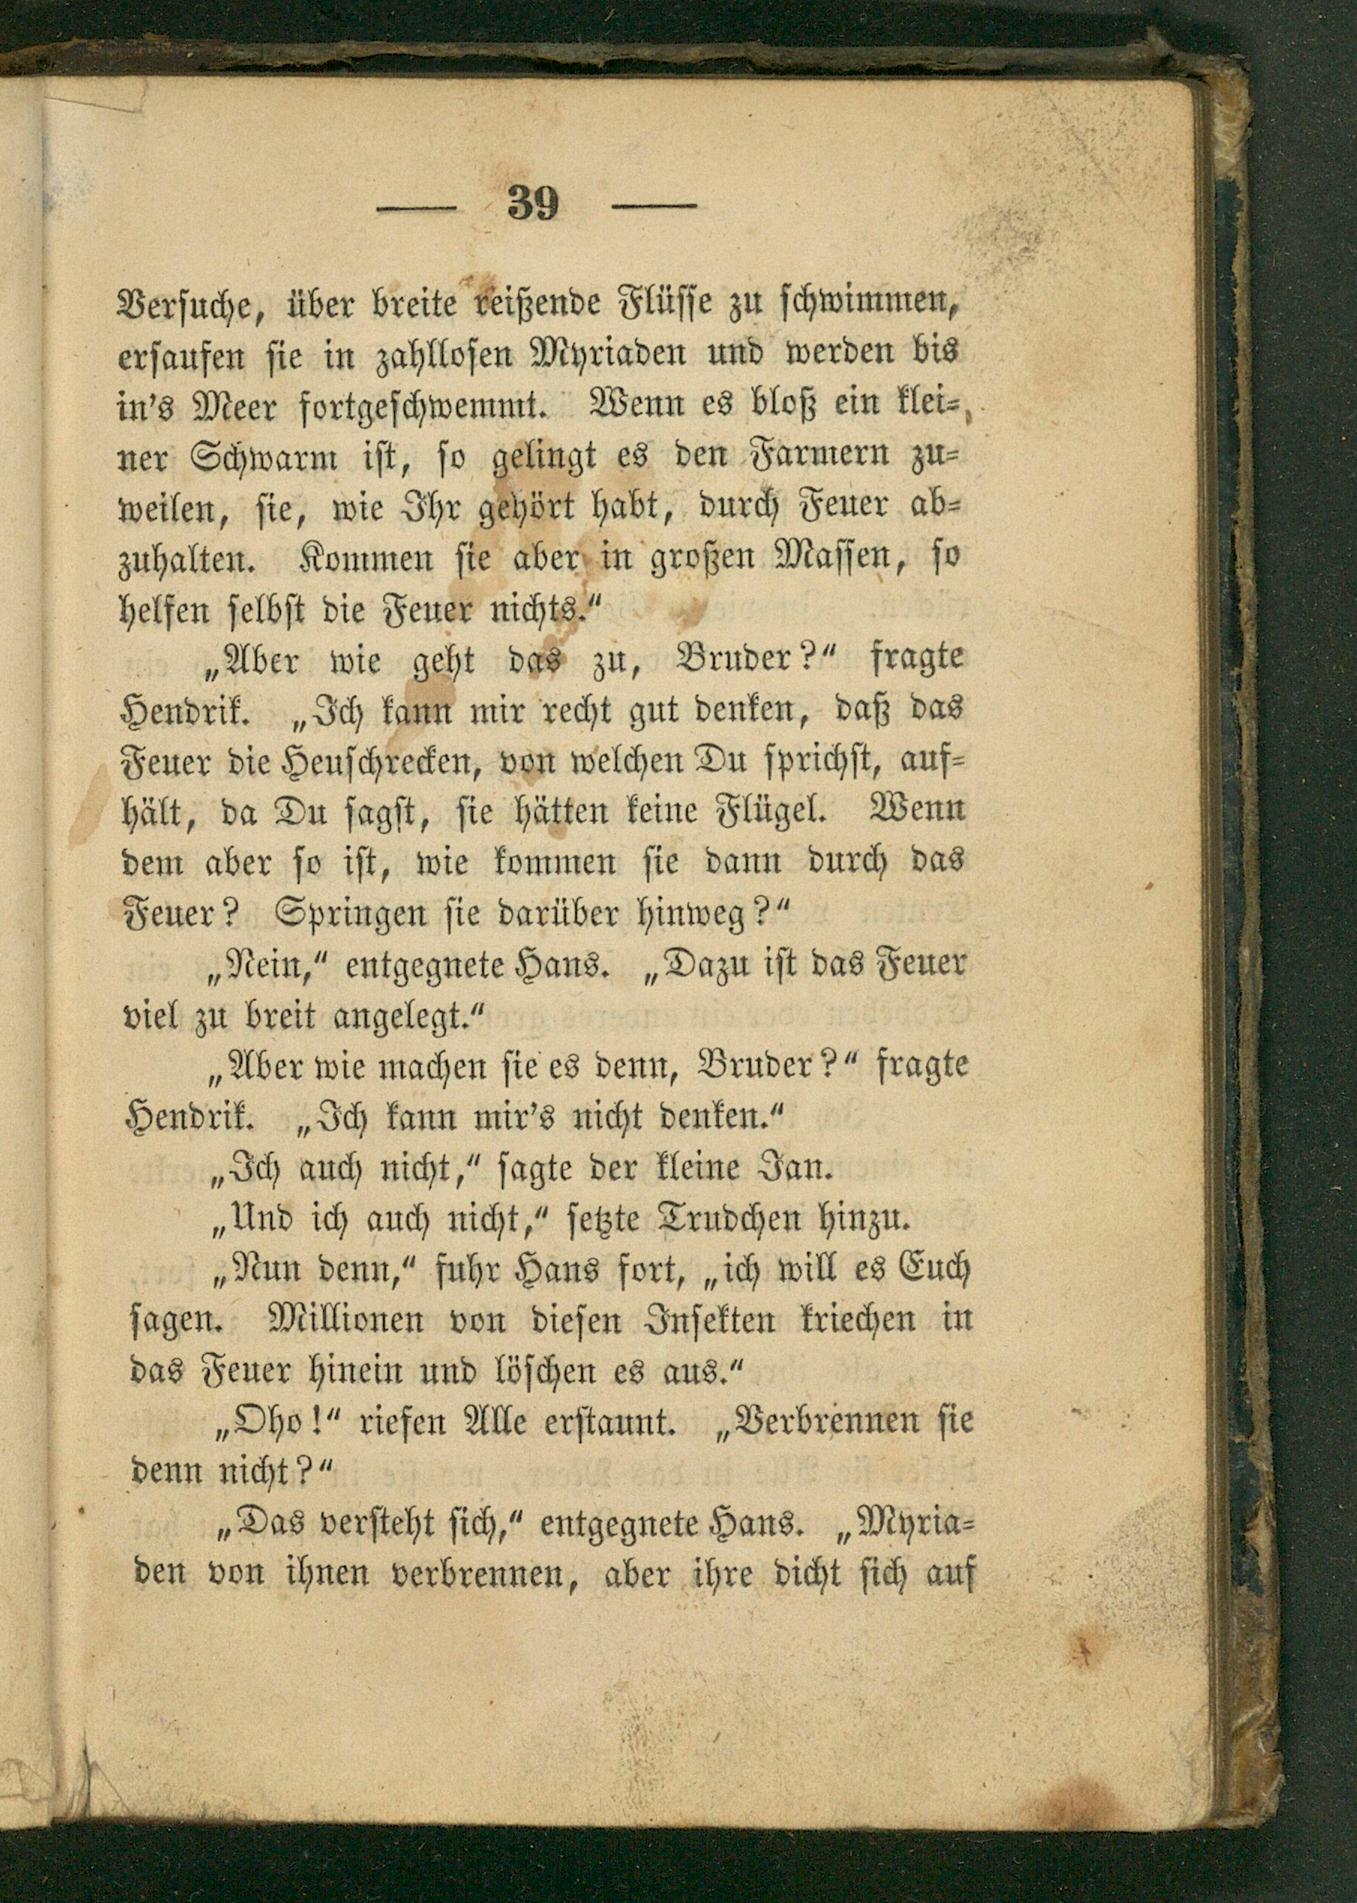 — 39 —
Versuche, über breite reißende Flüsse zu schwimmen,
ersaufen sie in zahllosen Myriaden und werden bis
in's Meer fortgeschwemmt. Wenn es bloß ein klei-
ner Schwarm ist, so gelingt es den Farmern zu-
weilen, sie, wie Ihr gehört habt, durch Feuer ab-
zuhalten. Kommen sie aber in großen Massen, so
helfen selbst die Feuer nichts.“
„Aber wie geht das zu, Bruder?“ fragte
Hendrik. „Ich kann mir recht gut denken, daß das
Feuer die Heuschrecken, von welchen Du sprichst, auf-
hält, da Du sagst, sie hätten keine Flügel. Wenn
dem aber so ist, wie kommen sie dann durch das
Feuer? Springen sie darüber hinweg?“
„Nein,“ entgegnete Hans. „Dazu ist das Feuer
viel zu breit angelegt.“
„Aber wie machen sie es denn, Bruder?“ fragte
Hendrik. „Ich kann mir's nicht denken.“
„Ich auch nicht,“ sagte der kleine Jan.
„Und ich auch nicht,“ setzte Trudchen hinzu.
„Nun denn,“ fuhr Hans fort, „ich will es Euch
sagen. Millionen von diesen Insekten kriechen in
das Feuer hinein und löschen es aus.“
„Oho!“ riefen Alle erstaunt. „Verbrennen sie
denn nicht?“
„Das versteht sich,“ entgegnete Hans. „Myria-
den von ihnen verbrennen, aber ihre dicht sich auf